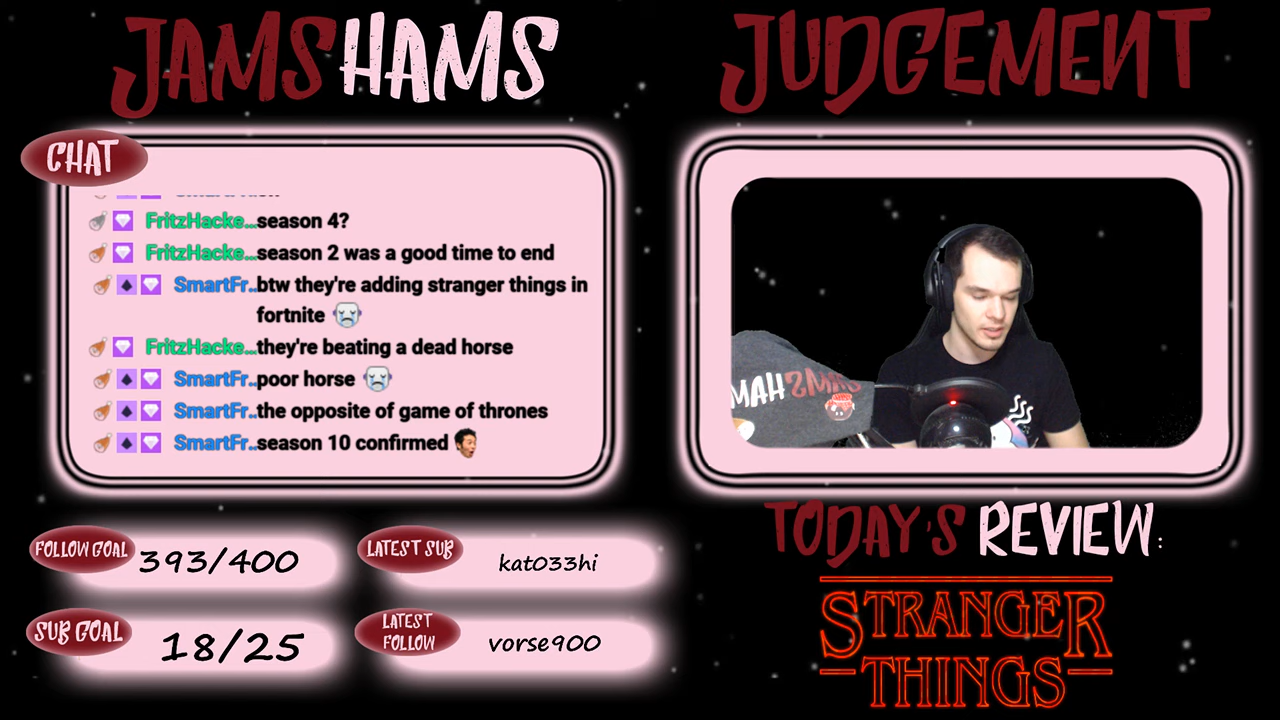 JAMSHAMS
JUDGEMENT
CHAT
FritzHacke... season 4?
FritzHacke... season 2 was a good time to end
SmartFr.. btw they're adding stranger things in
fortnite
FritzHacke... they're beating a dead horse
SmartFr.. poor horse
SmartFr.. the opposite of game of thrones
SmartFr.. season 10 confirmed
HAMSMAH
FOLLOW GOAL 393/400
LATEST SUB kat033hi
SUB GOAL 18/25
LATEST
FOLLOW vorse900
TODAY'S REVIEW:
STRANGER
THINGS